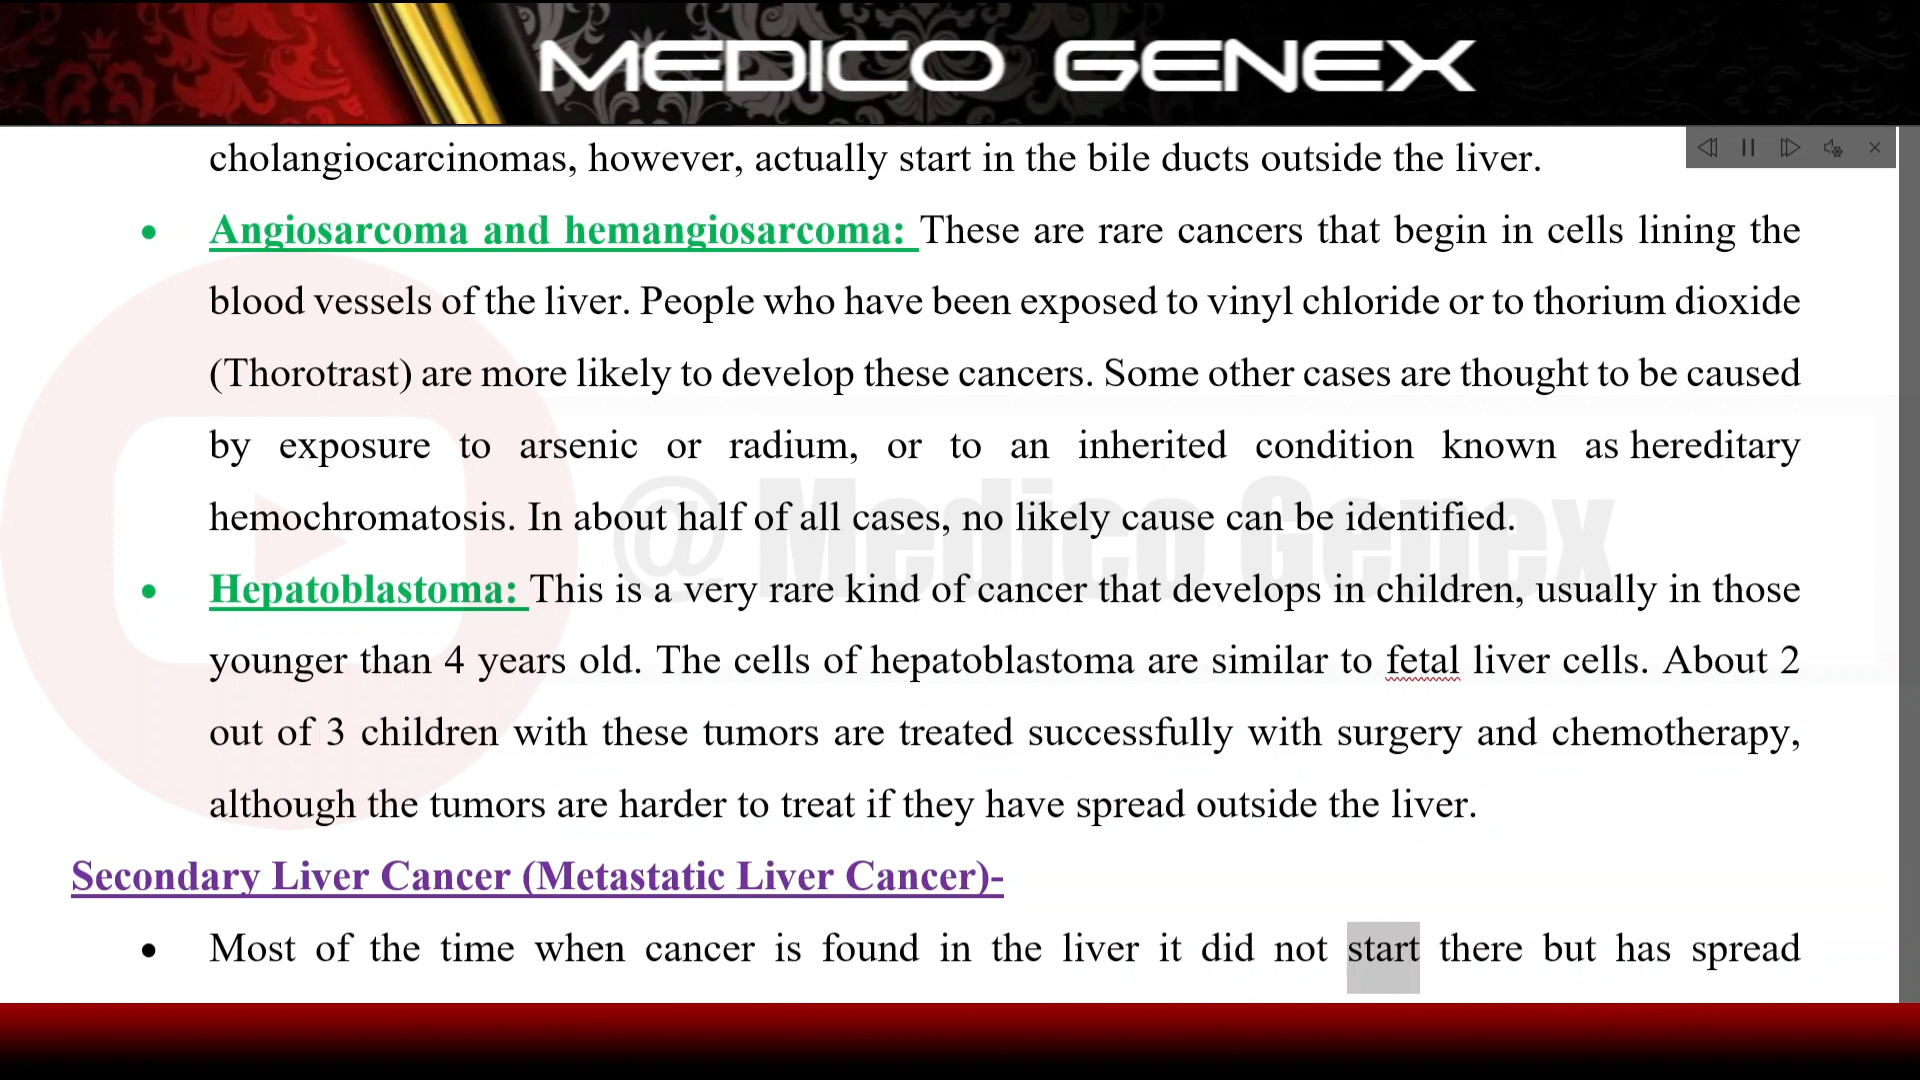 MEDICO GENEX
cholangiocarcinomas, however, actually start in the bile ducts outside the liver.
• Angiosarcoma and hemangiosarcoma: These are rare cancers that begin in cells lining the
blood vessels of the liver. People who have been exposed to vinyl chloride or to thorium dioxide
(Thorotrast) are more likely to develop these cancers. Some other cases are thought to be caused
by exposure to arsenic or radium, or to an inherited condition known as hereditary
hemochromatosis. In about half of all cases, no likely cause can be identified.
@Medico Genex
• Hepatoblastoma: This is a very rare kind of cancer that develops in children, usually in those
younger than 4 years old. The cells of hepatoblastoma are similar to fetal liver cells. About 2
out of 3 children with these tumors are treated successfully with surgery and chemotherapy,
although the tumors are harder to treat if they have spread outside the liver.
Secondary Liver Cancer (Metastatic Liver Cancer)-
• Most of the time when cancer is found in the liver it did not start there but has spread